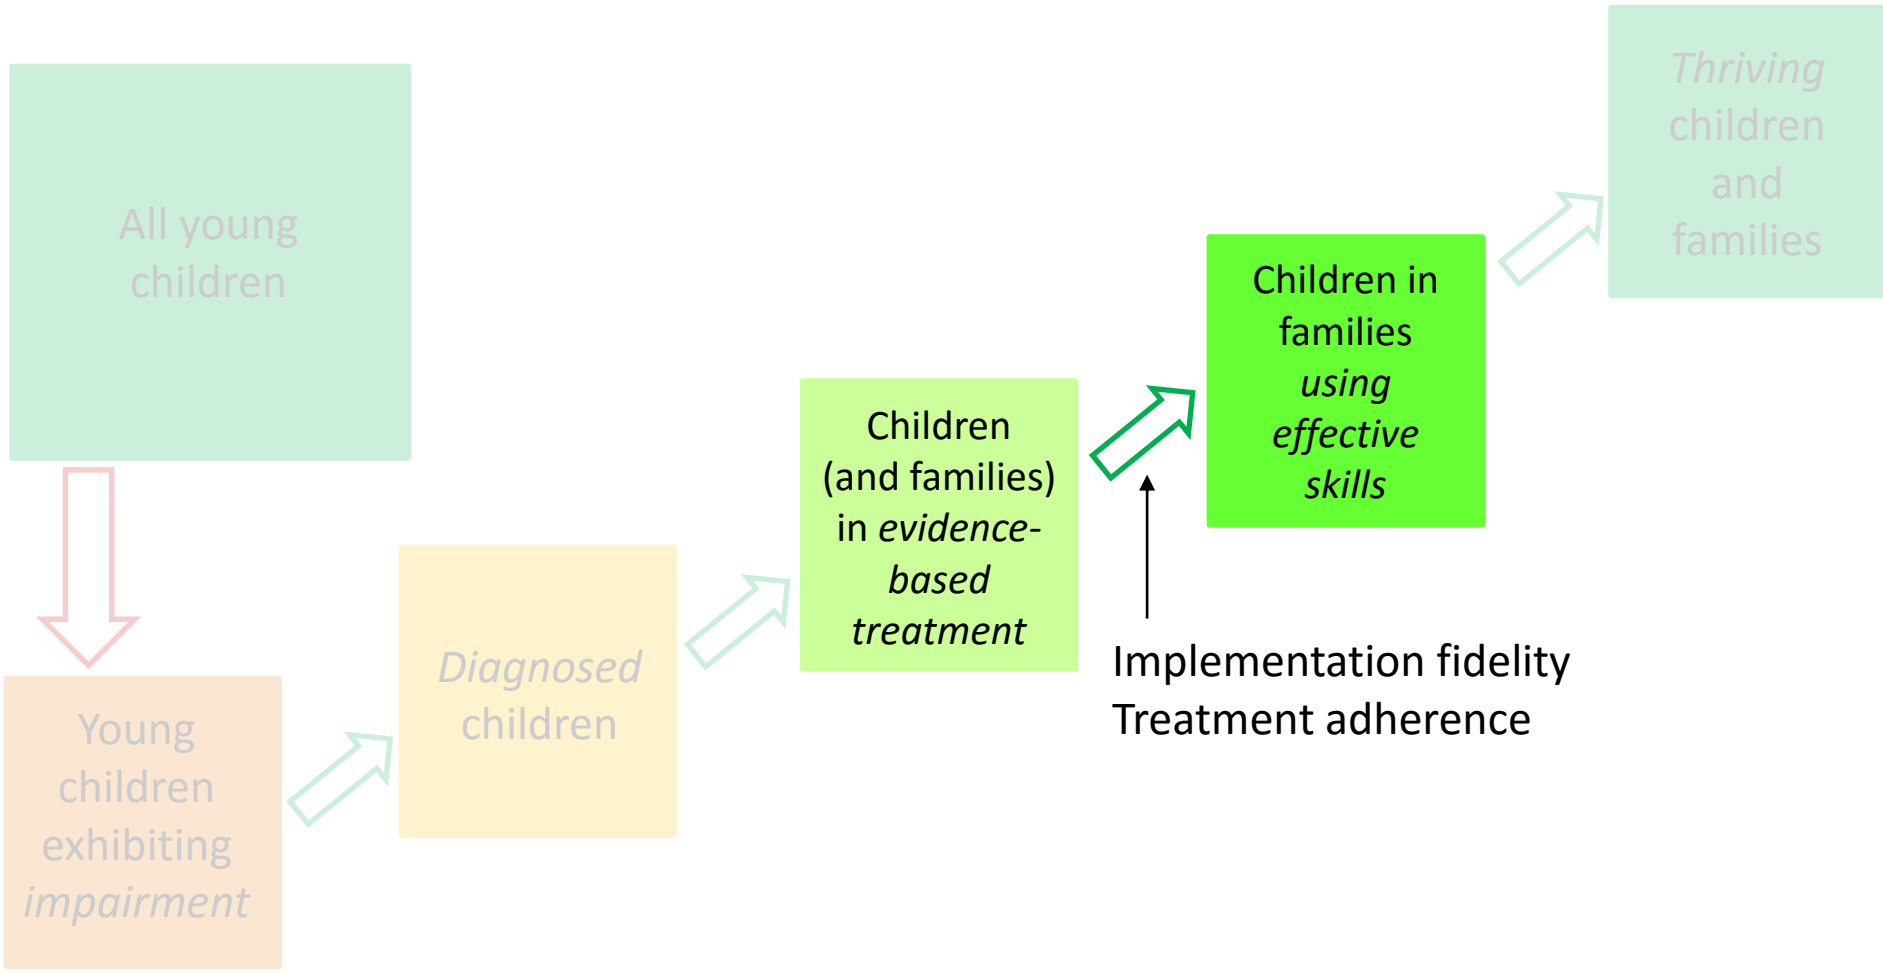 All young
children
Young
children
exhibiting
impairment
Diagnosed
children
Children
(and families)
in evidence-
based
treatment
Implementation fidelity
Treatment adherence
Children in
families
using
effective
skills
Thriving
children
and
families